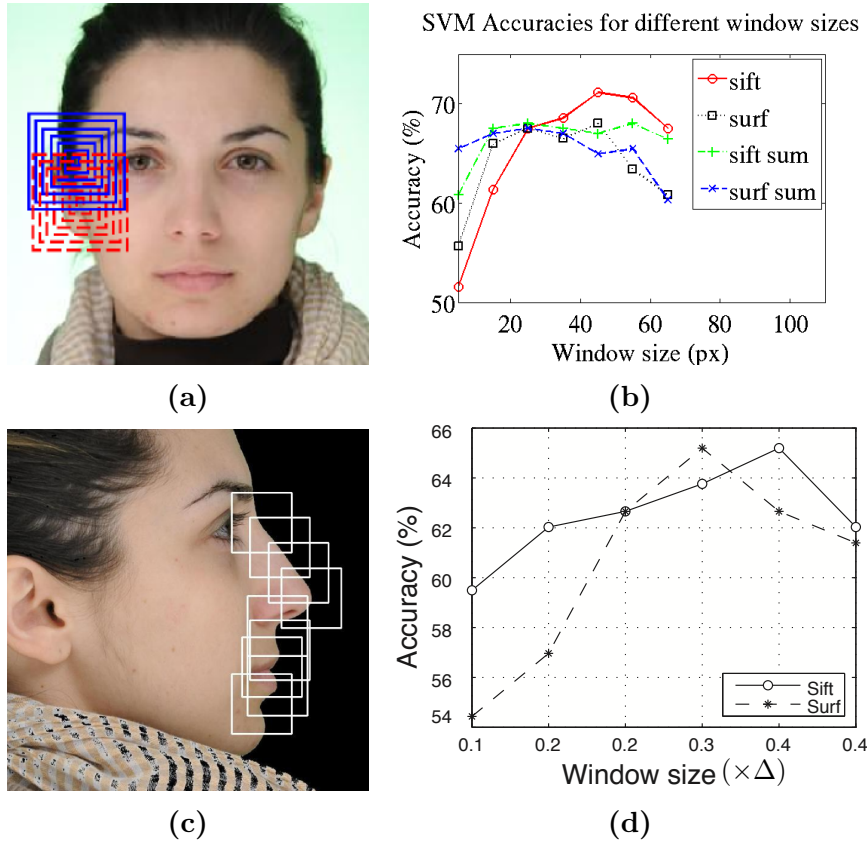 SVM Accuracies for different window sizes
Accuracy (%)
70
60
50
sift
surf
sift sum
surf sum
20 40 60 80 100
Window size (px)
(a)
(b)
Accuracy (%)
66
64
62
60
58
56
54
Sift
Surf
0.1 0.2 0.2 0.3 0.4 0.4
Window size (×Δ)
(c)
(d)